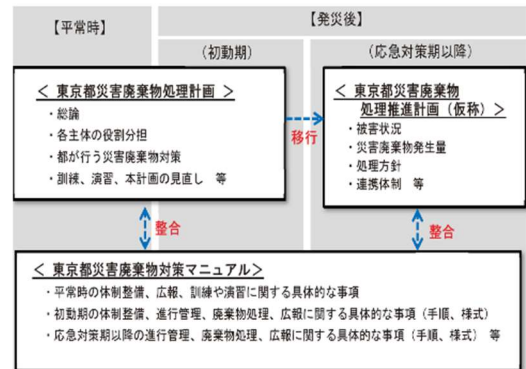 【平常時】
【発災後】
(初動期)
(応急対策期以降)
＜ 東京都災害廃棄物処理計画 ＞
・総論
・各主体の役割分担
・都が行う災害廃棄物対策
・訓練、演習、本計画の見直し　等
移行
＜ 東京都災害廃棄物
処理推進計画（仮称）＞
・被害状況
・災害廃棄物発生量
・処理方針
・連携体制　等
整合
整合
＜ 東京都災害廃棄物対策マニュアル＞
・平常時の体制整備、広報、訓練や演習に関する具体的な事項
・初動期の体制整備、進行管理、廃棄物処理、広報に関する具体的な事項（手順、様式）
・応急対策期以降の進行管理、廃棄物処理、広報に関する具体的な事項（手順、様式）　等